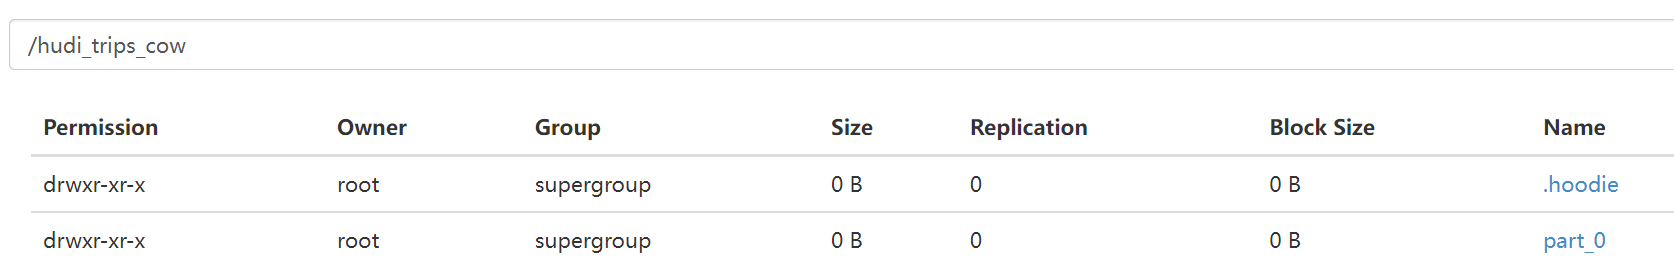 /hudi_trips_cow
Permission Owner Group Size Replication Block Size Name
drwxr-xr-x root supergroup 0 B 0 0 B .hoodie
drwxr-xr-x root supergroup 0 B 0 0 B part_0